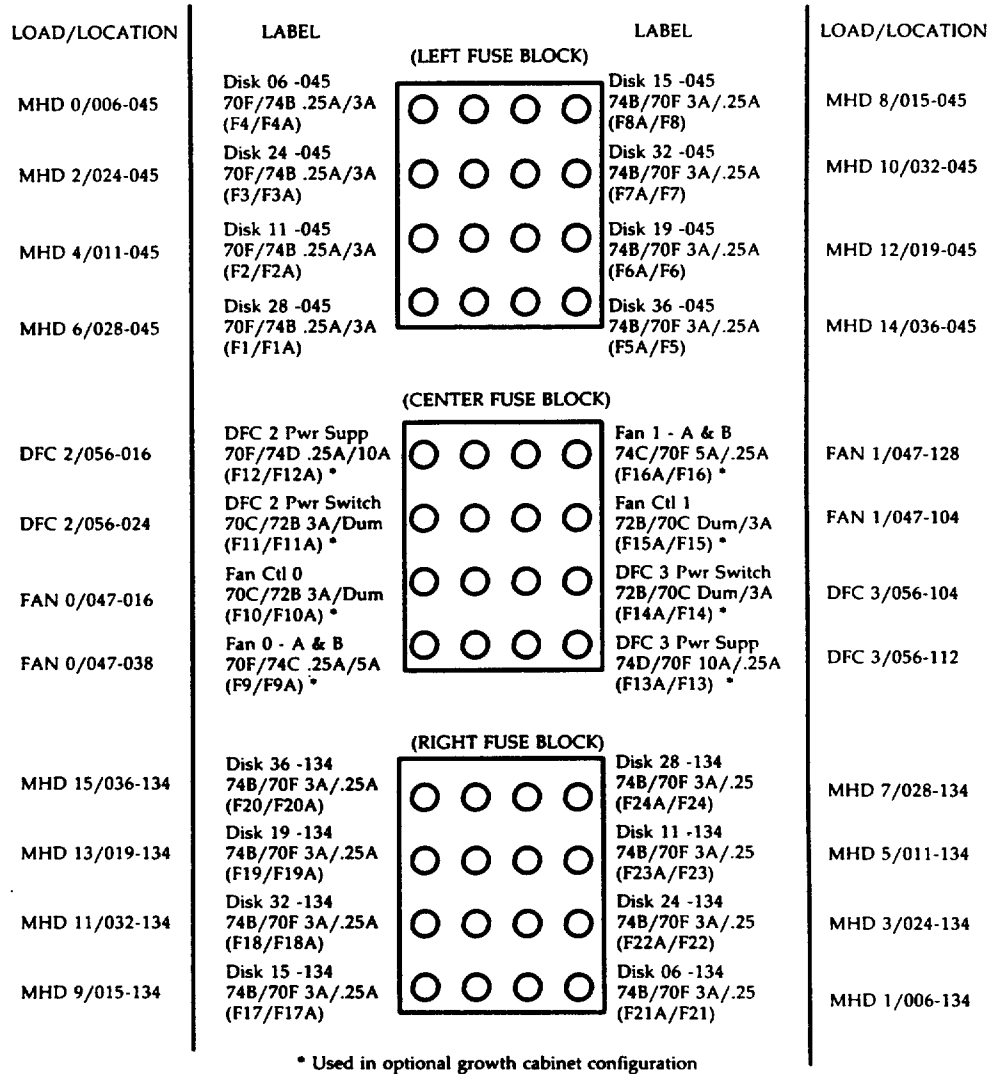 LOAD/LOCATION LABEL LABEL LOAD/LOCATION
(LEFT FUSE BLOCK)
MHD 0/006-045
Disk 06 -045
70F/74B .25A/3A
(F4/F4A)
Disk 15 -045
74B/70F 3A/.25A
(F8A/F8)
MHD 8/015-045
MHD 2/024-045
Disk 24 -045
70F/74B .25A/3A
(F3/F3A)
Disk 32 -045
74B/70F 3A/.25A
(F7A/F7)
MHD 10/032-045
MHD 4/011-045
Disk 11 -045
70F/74B .25A/3A
(F2/F2A)
Disk 19 -045
74B/70F 3A/.25A
(F6A/F6)
MHD 12/019-045
MHD 6/028-045
Disk 28 -045
70F/74B .25A/3A
(F1/F1A)
Disk 36 -045
74B/70F 3A/.25A
(F5A/F5)
MHD 14/036-045
(CENTER FUSE BLOCK)
DFC 2/056-016
DFC 2 Pwr Supp
70F/74D .25A/10A
(F12/F12A) *
Fan 1 - A & B
74C/70F 5A/.25A
(F16A/F16) *
FAN 1/047-128
DFC 2/056-024
DFC 2 Pwr Switch
70C/72B 3A/Dum
(F11/F11A) *
Fan Ctl 1
72B/70C Dum/3A
(F15A/F15) *
FAN 1/047-104
FAN 0/047-016
Fan Ctl 0
70C/72B 3A/Dum
(F10/F10A) *
DFC 3 Pwr Switch
72B/70C Dum/3A
(F14A/F14) *
DFC 3/056-104
FAN 0/047-038
Fan 0 - A & B
70F/74C .25A/5A
(F9/F9A) *
DFC 3 Pwr Supp
74D/70F 10A/.25A
(F13A/F13) *
DFC 3/056-112
(RIGHT FUSE BLOCK)
MHD 15/036-134
Disk 36 -134
74B/70F 3A/.25A
(F20/F20A)
Disk 28 -134
74B/70F 3A/.25
(F24A/F24)
MHD 7/028-134
MHD 13/019-134
Disk 19 -134
74B/70F 3A/.25A
(F19/F19A)
Disk 11 -134
74B/70F 3A/.25
(F23A/F23)
MHD 5/011-134
MHD 11/032-134
Disk 32 -134
74B/70F 3A/.25A
(F18/F18A)
Disk 24 -134
74B/70F 3A/.25
(F22A/F22)
MHD 3/024-134
MHD 9/015-134
Disk 15 -134
74B/70F 3A/.25A
(F17/F17A)
Disk 06 -134
74B/70F 3A/.25
(F21A/F21)
MHD 1/006-134
* Used in optional growth cabinet configuration